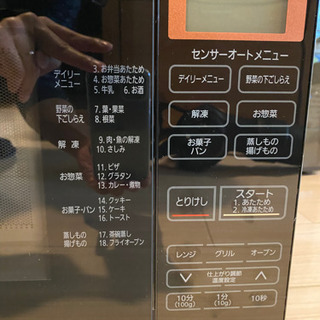 3. お弁当あたため
デイリー
メニュー
4. お惣菜あたため
5. 牛乳 6. お酒
野菜の
下ごしらえ
7. 葉・果菜
8. 根菜
解 凍
9. 肉・魚の解凍
10. さしみ
お惣菜
11. ピザ
12. グラタン
13. カレー・煮物
お菓子・パン
14. クッキー
15. ケーキ
16. トースト
蒸しもの
揚げもの
17. 茶碗蒸し
18. フライオーブン
センサーオートメニュー
デイリーメニュー
野菜の下ごしらえ
解 凍
お惣菜
お菓子
パン
蒸しもの
揚げもの
とりけし
スタート
1. あたため
2. 冷凍あたため
レンジ
グリル
オーブン
仕上がり調節
温度設定
10分
(100g)
1分
(10g)
10秒